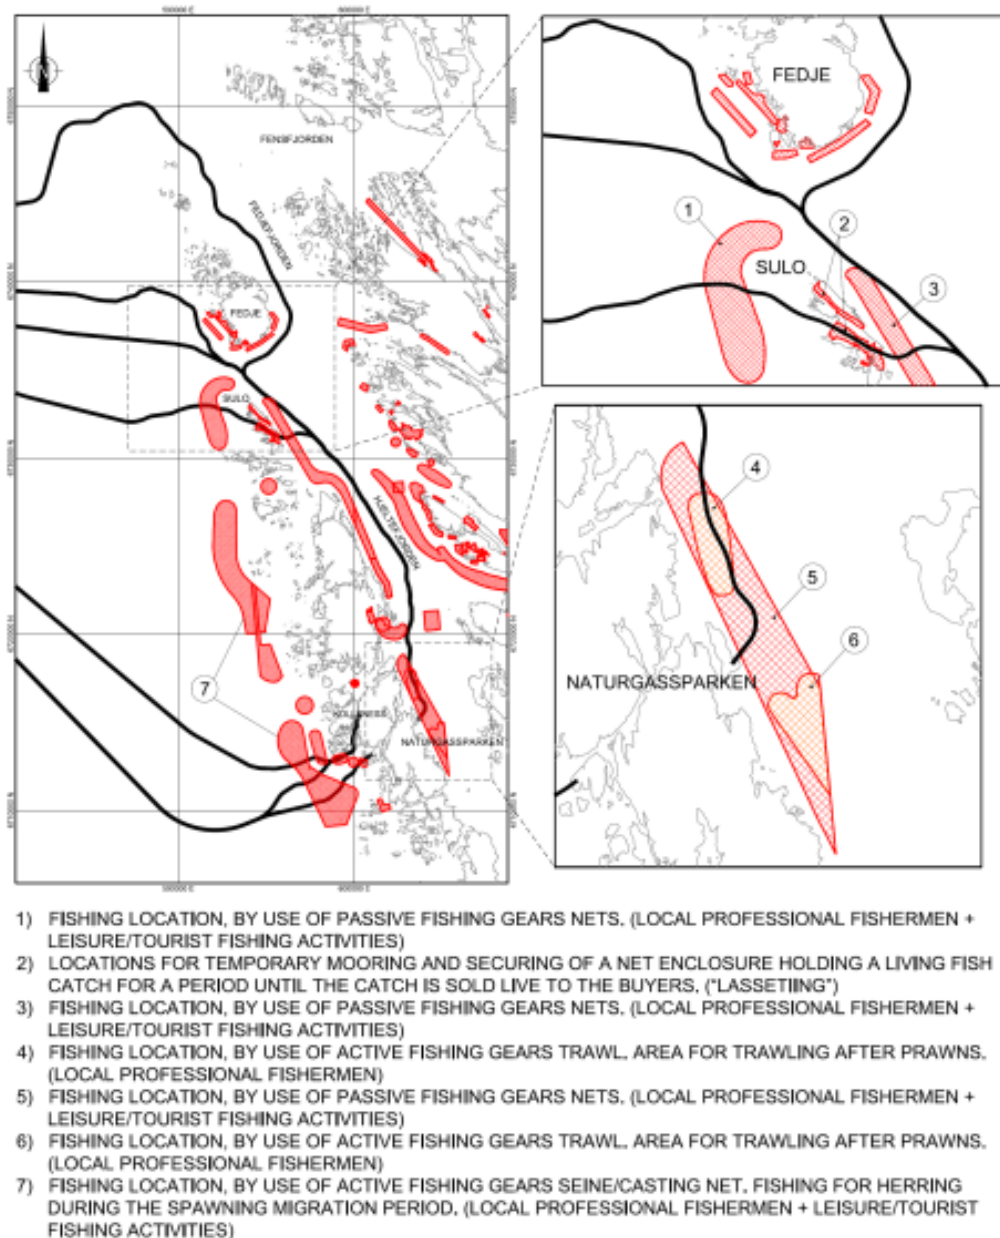 FENSFJORDEN
FEDJEFJORDEN
FEDJE
SULO
HJELTEFJORDEN
7
KOLLSNESS
NATURGASSPARKEN
FEDJE
1
2
SULO
3
4
5
6
NATURGASSPARKEN
1) FISHING LOCATION, BY USE OF PASSIVE FISHING GEARS NETS. (LOCAL PROFESSIONAL FISHERMEN +
LEISURE/TOURIST FISHING ACTIVITIES)
2) LOCATIONS FOR TEMPORARY MOORING AND SECURING OF A NET ENCLOSURE HOLDING A LIVING FISH
CATCH FOR A PERIOD UNTIL THE CATCH IS SOLD LIVE TO THE BUYERS. ("LASSETIING")
3) FISHING LOCATION, BY USE OF PASSIVE FISHING GEARS NETS. (LOCAL PROFESSIONAL FISHERMEN +
LEISURE/TOURIST FISHING ACTIVITIES)
4) FISHING LOCATION, BY USE OF ACTIVE FISHING GEARS TRAWL. AREA FOR TRAWLING AFTER PRAWNS.
(LOCAL PROFESSIONAL FISHERMEN)
5) FISHING LOCATION, BY USE OF PASSIVE FISHING GEARS NETS. (LOCAL PROFESSIONAL FISHERMEN +
LEISURE/TOURIST FISHING ACTIVITIES)
6) FISHING LOCATION, BY USE OF ACTIVE FISHING GEARS TRAWL. AREA FOR TRAWLING AFTER PRAWNS.
(LOCAL PROFESSIONAL FISHERMEN)
7) FISHING LOCATION, BY USE OF ACTIVE FISHING GEARS SEINE/CASTING NET. FISHING FOR HERRING
DURING THE SPAWNING MIGRATION PERIOD. (LOCAL PROFESSIONAL FISHERMEN + LEISURE/TOURIST
FISHING ACTIVITIES)